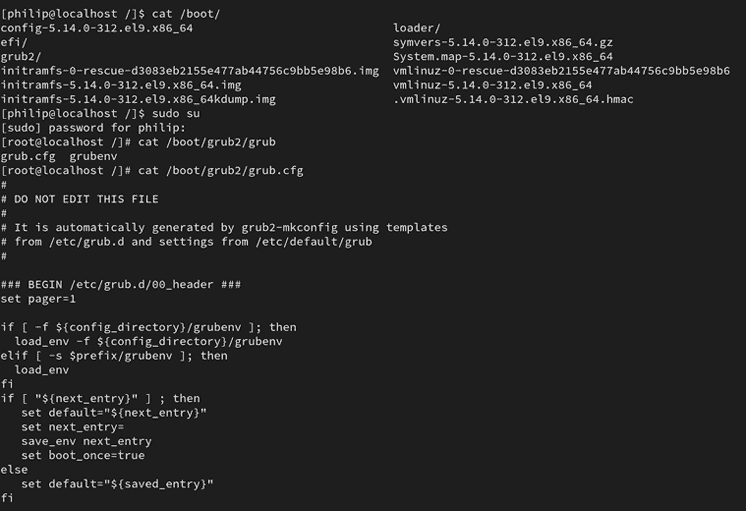 [philip@localhost /]$ cat /boot/
config-5.14.0-312.el9.x86_64 loader/
efi/ symvers-5.14.0-312.el9.x86_64.gz
grub2/ System.map-5.14.0-312.el9.x86_64
initramfs-0-rescue-d3083eb2155e477ab44756c9bb5e98b6.img vmlinuz-0-rescue-d3083eb2155e477ab44756c9bb5e98b6
initramfs-5.14.0-312.el9.x86_64.img vmlinuz-5.14.0-312.el9.x86_64
initramfs-5.14.0-312.el9.x86_64kdump.img .vmlinuz-5.14.0-312.el9.x86_64.hmac
[philip@localhost /]$ sudo su
[sudo] password for philip:
[root@localhost /]# cat /boot/grub2/grub
grub.cfg grubenv
[root@localhost /]# cat /boot/grub2/grub.cfg
#
# DO NOT EDIT THIS FILE
#
# It is automatically generated by grub2-mkconfig using templates
# from /etc/grub.d and settings from /etc/default/grub
#
### BEGIN /etc/grub.d/00_header ###
set pager=1
if [ -f ${config_directory}/grubenv ]; then
  load_env -f ${config_directory}/grubenv
elif [ -s $prefix/grubenv ]; then
  load_env
fi
if [ "${next_entry}" ] ; then
   set default="${next_entry}"
   set next_entry=
   save_env next_entry
   set boot_once=true
else
   set default="${saved_entry}"
fi